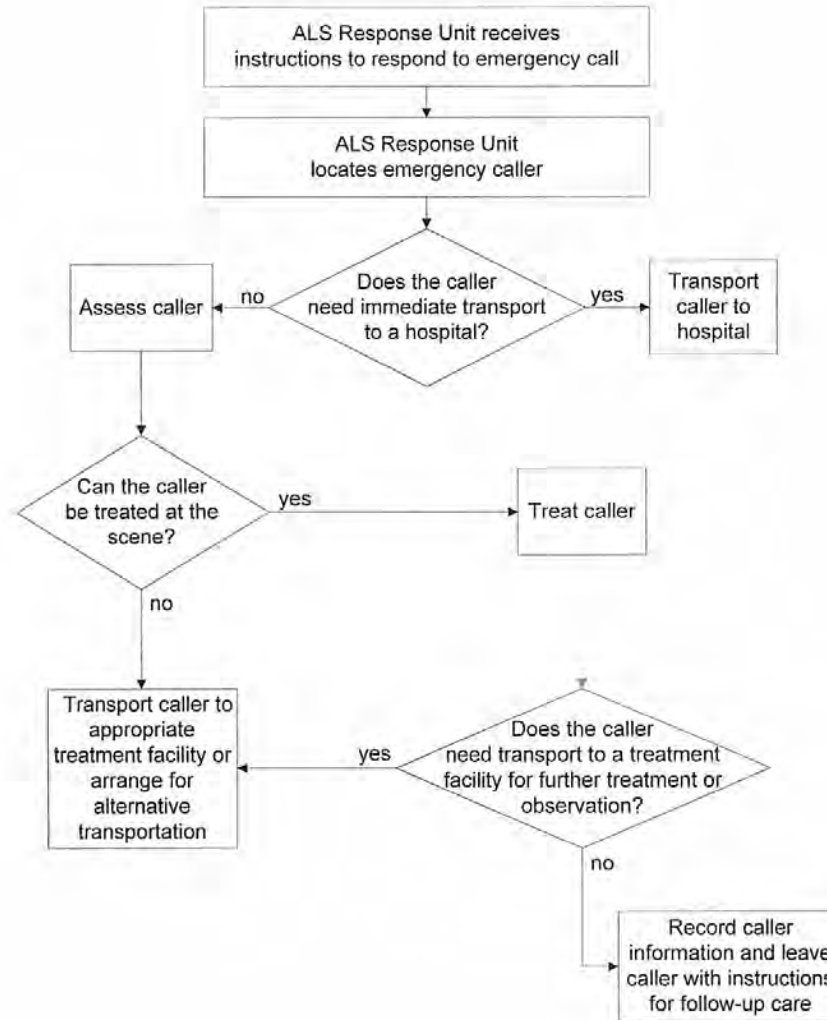 ALS Response Unit receives
instructions to respond to emergency call
ALS Response Unit
locates emergency caller
Does the caller
need immediate transport
to a hospital?
no
yes
Assess caller
Transport
caller to
hospital
Can the caller
be treated at the
scene?
yes
Treat caller
no
Transport caller to
appropriate
treatment facility or
arrange for
alternative
transportation
yes
Does the caller
need transport to a treatment
facility for further treatment or
observation?
no
Record caller
information and leave
caller with instructions
for follow-up care